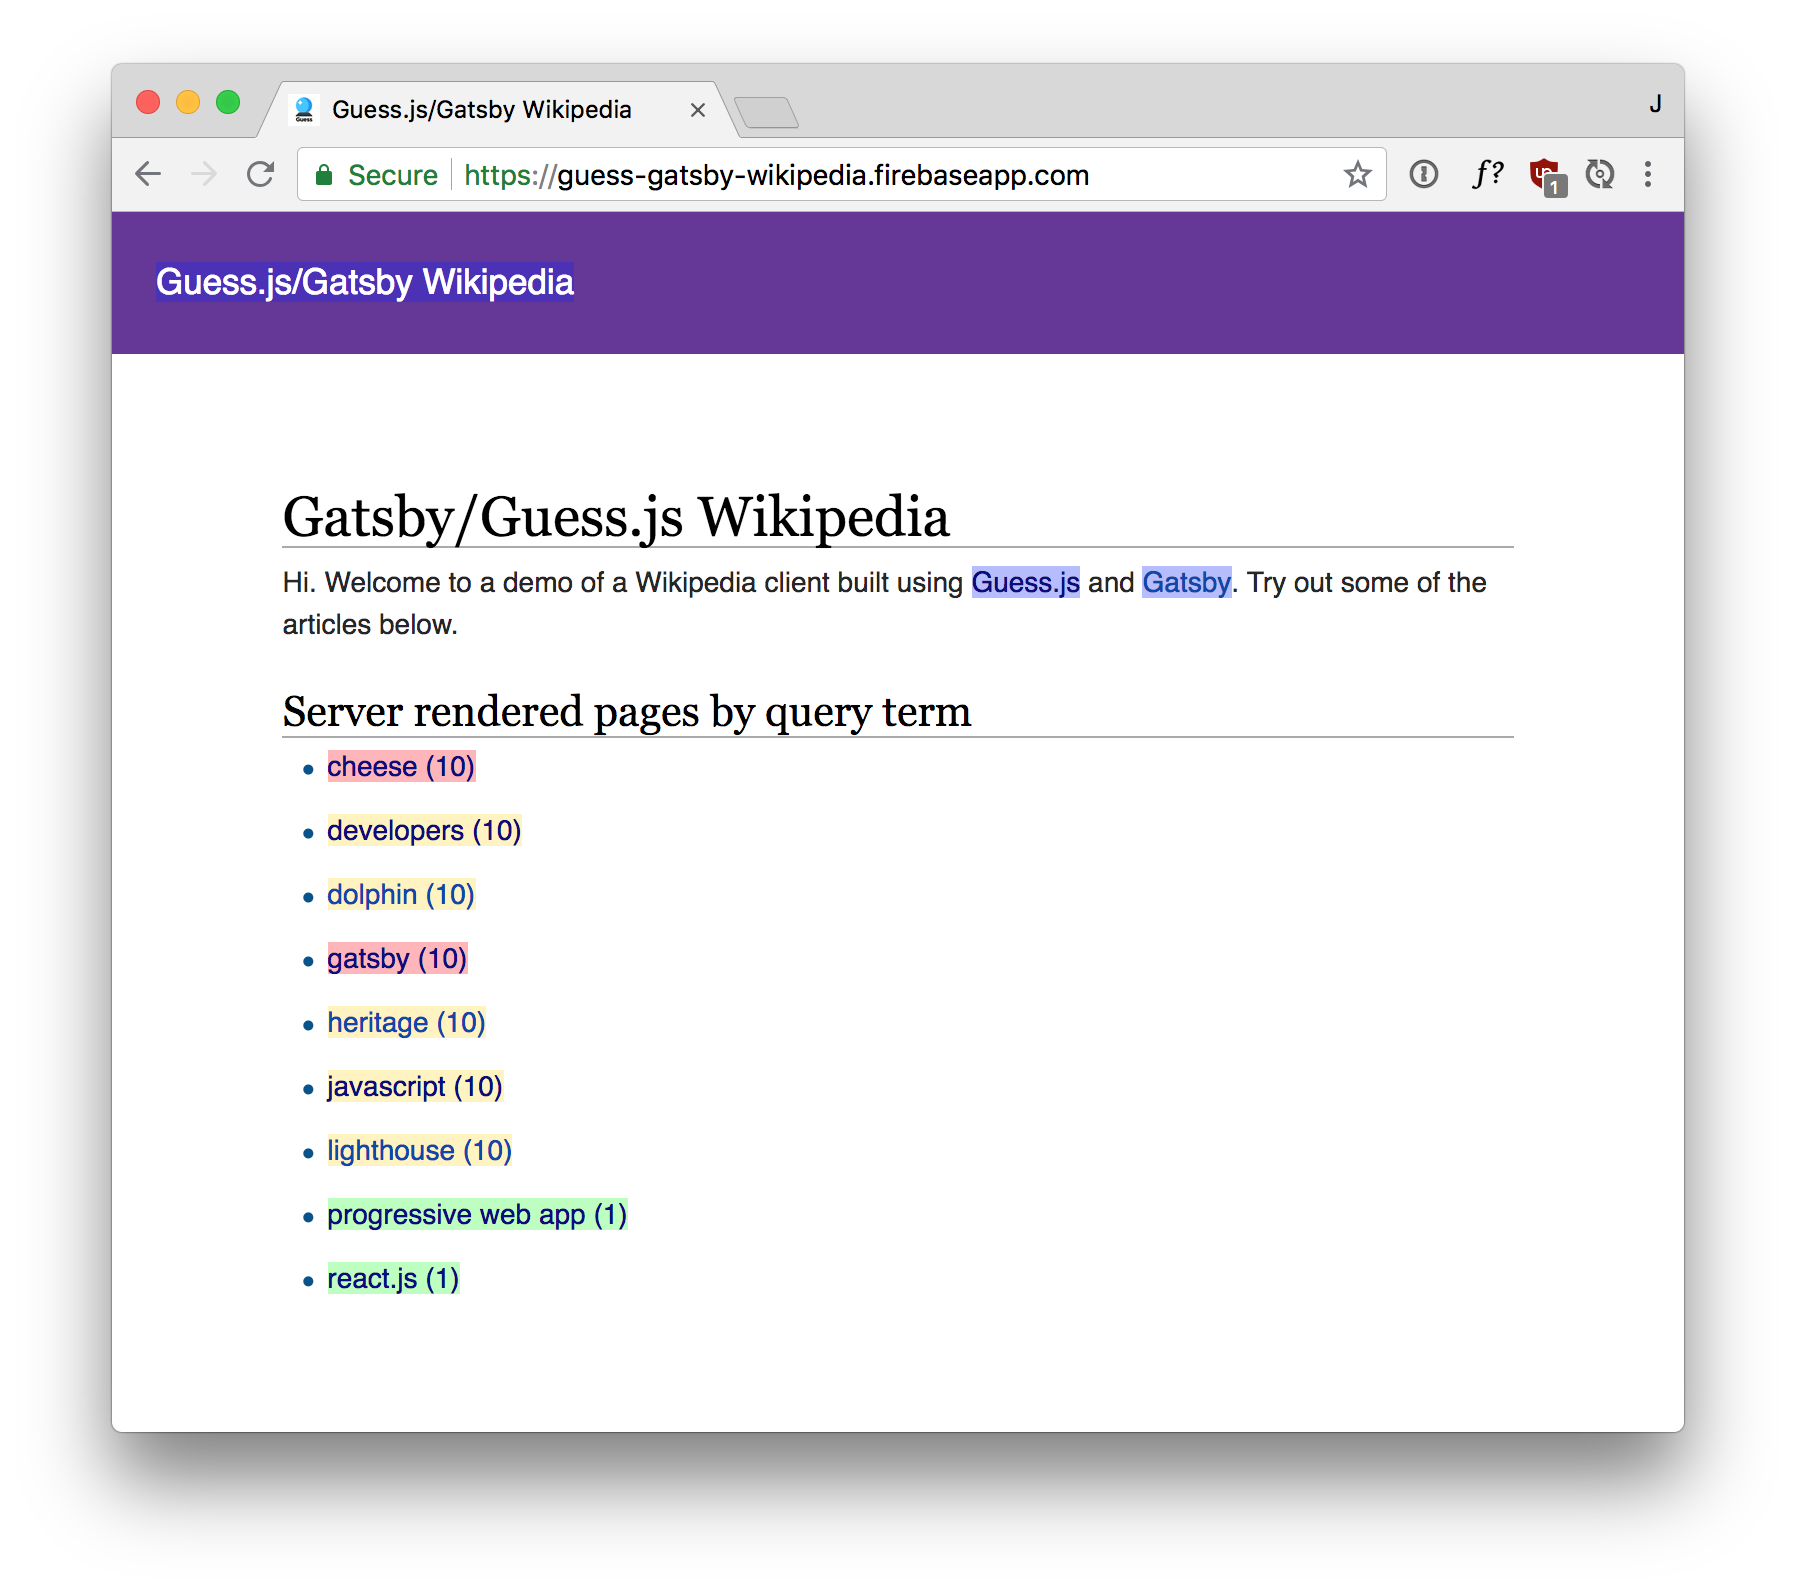 Guess.js/Gatsby Wikipedia
J
Secure https://guess-gatsby-wikipedia.firebaseapp.com
f?
1
Guess.js/Gatsby Wikipedia
Gatsby/Guess.js Wikipedia
Hi. Welcome to a demo of a Wikipedia client built using Guess.js and Gatsby. Try out some of the
articles below.
Server rendered pages by query term
cheese (10)
developers (10)
dolphin (10)
gatsby (10)
heritage (10)
javascript (10)
lighthouse (10)
progressive web app (1)
react.js (1)